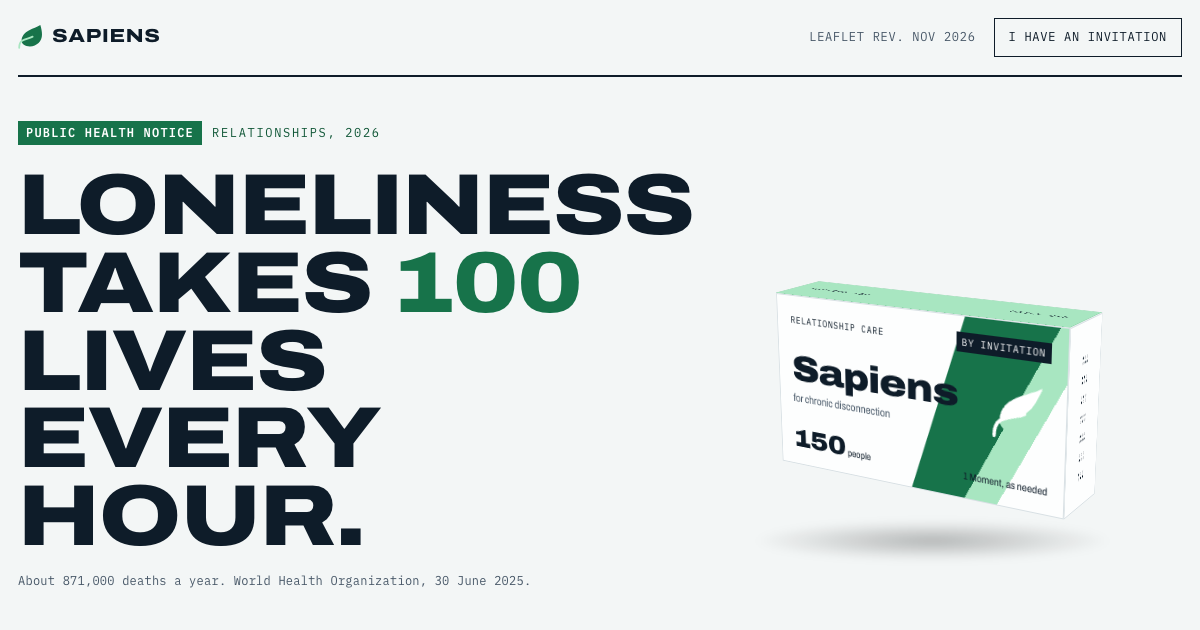 SAPIENS
LEAFLET REV. NOV 2026
I HAVE AN INVITATION
PUBLIC HEALTH NOTICE
RELATIONSHIPS, 2026
LONELINESS
TAKES 100
LIVES
EVERY
HOUR.
About 871,000 deaths a year. World Health Organization, 30 June 2025.
RELATIONSHIP CARE
BY INVITATION
Sapiens
for chronic disconnection
150 people
1 Moment, as needed